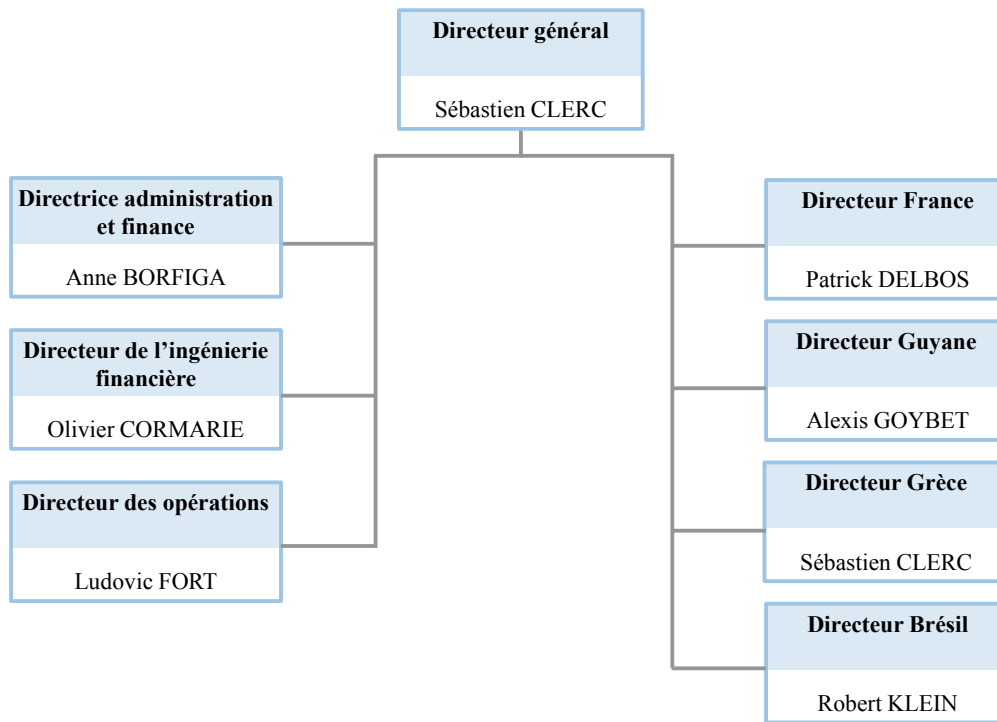 Directeur général
Sébastien CLERC
Directrice administration
et finance
Anne BORFIGA
Directeur de l’ingénierie
financière
Olivier CORMARIE
Directeur des opérations
Ludovic FORT
Directeur France
Patrick DELBOS
Directeur Guyane
Alexis GOYBET
Directeur Grèce
Sébastien CLERC
Directeur Brésil
Robert KLEIN